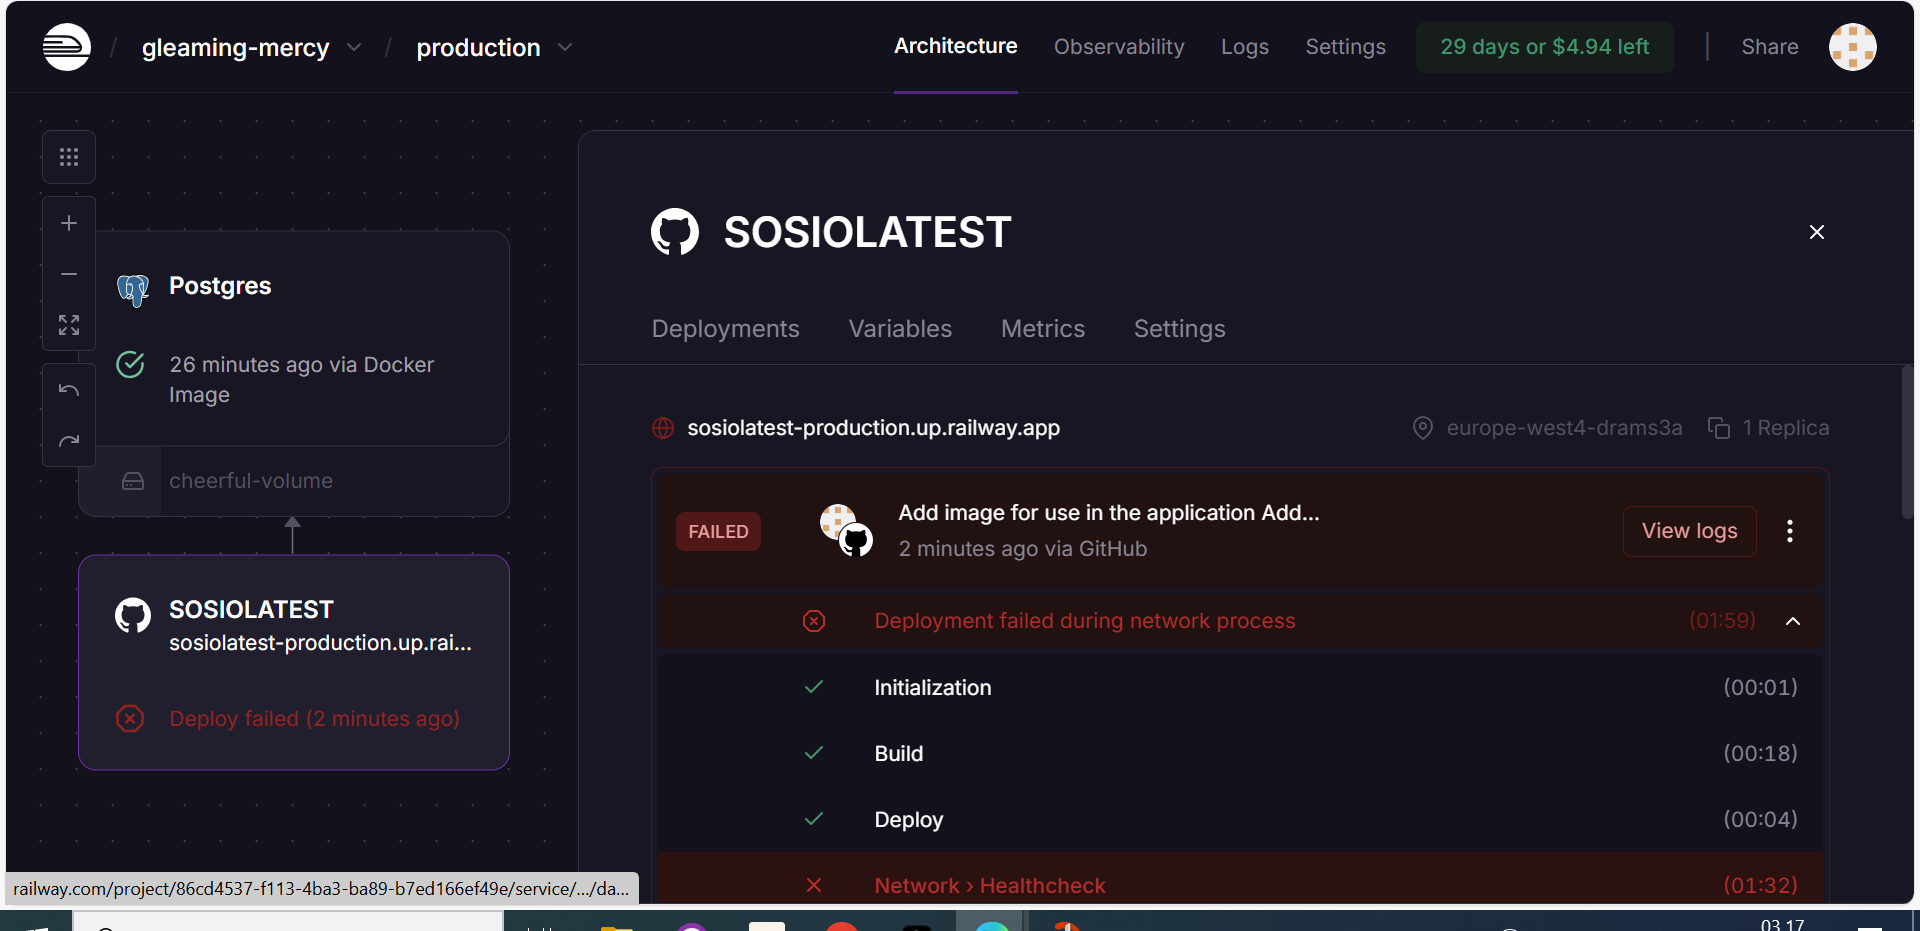 / gleaming-mercy / production
Architecture Observability Logs Settings 29 days or $4.94 left Share
Postgres
26 minutes ago via Docker
Image
cheerful-volume
SOSIOLATEST
sosiolatest-production.up.rai...
Deploy failed (2 minutes ago)
SOSIOLATEST
Deployments Variables Metrics Settings
sosiolatest-production.up.railway.app europe-west4-drams3a 1 Replica
FAILED
Add image for use in the application Add...
2 minutes ago via GitHub
View logs
Deployment failed during network process (01:59)
Initialization (00:01)
Build (00:18)
Deploy (00:04)
Network › Healthcheck (01:32)
railway.com/project/86cd4537-f113-4ba3-ba89-b7ed166ef49e/service/.../da...
03.17